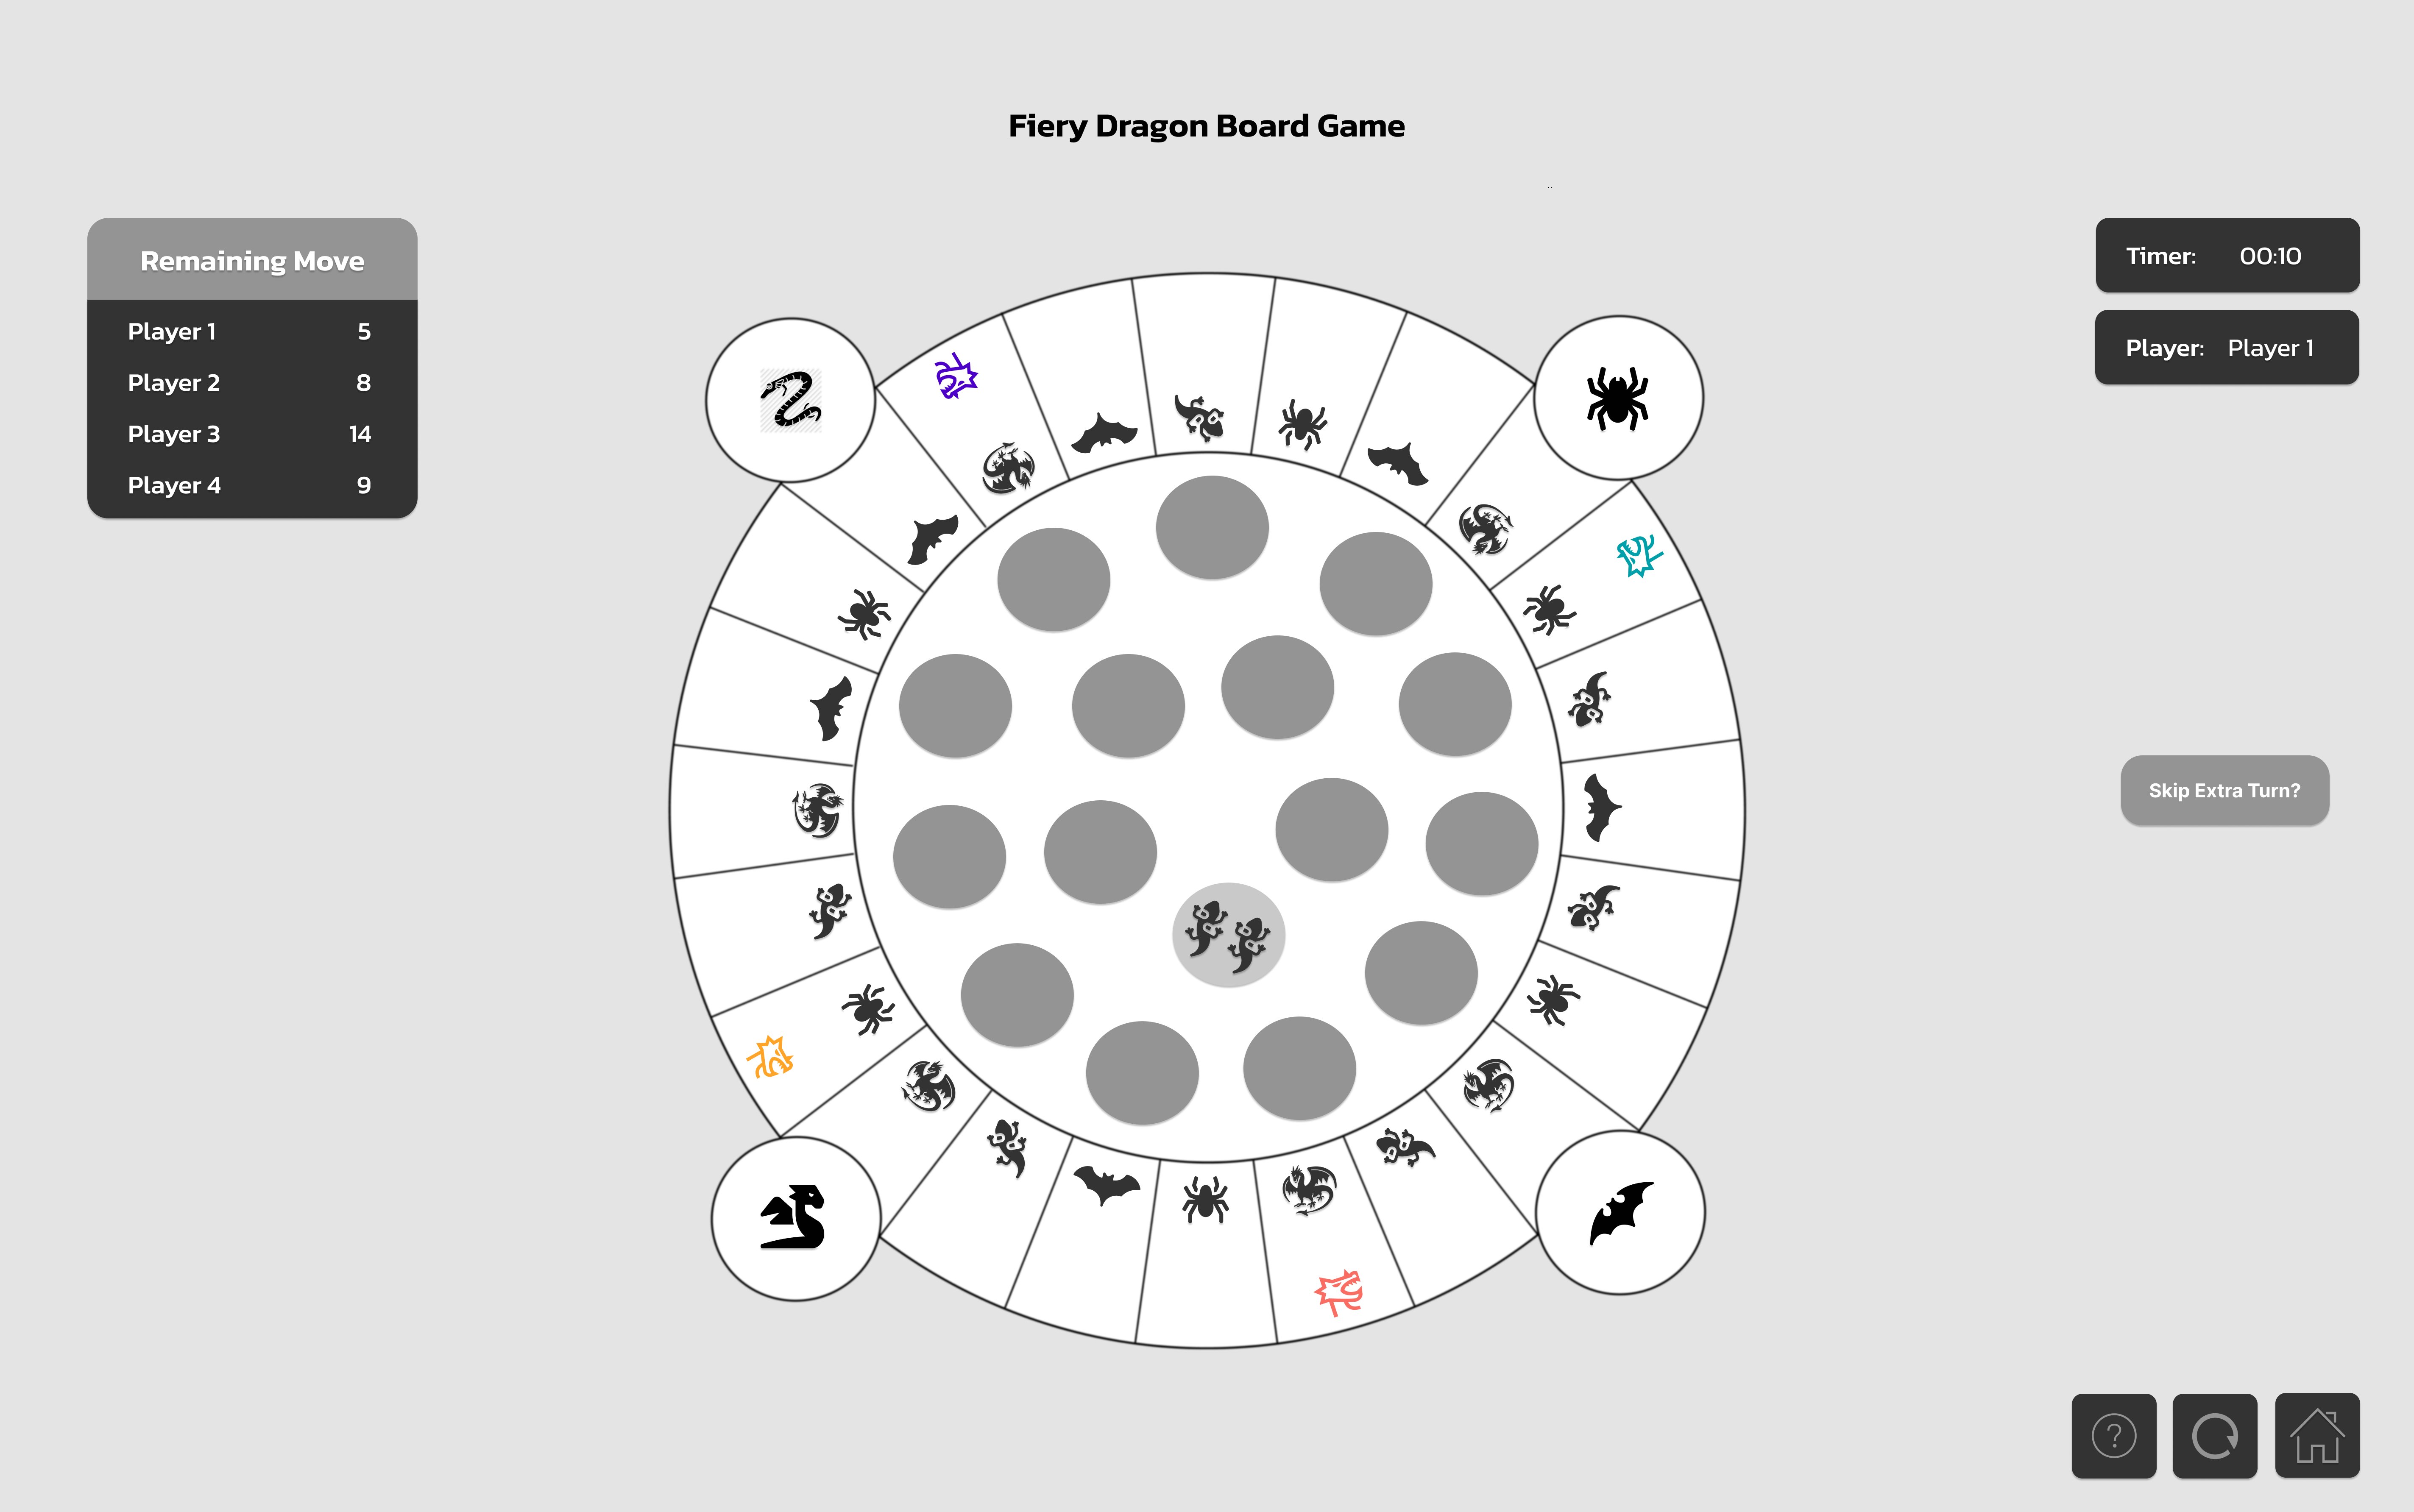 Fiery Dragon Board Game
..
Remaining Move
Player 1 5
Player 2 8
Player 3 14
Player 4 9
Timer: 00:10
Player: Player 1
Skip Extra Turn?
?